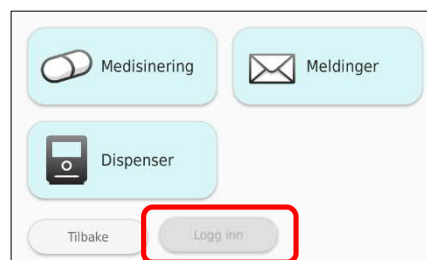 Medisinering
Meldinger
Dispenser
Tilbake
Logg inn